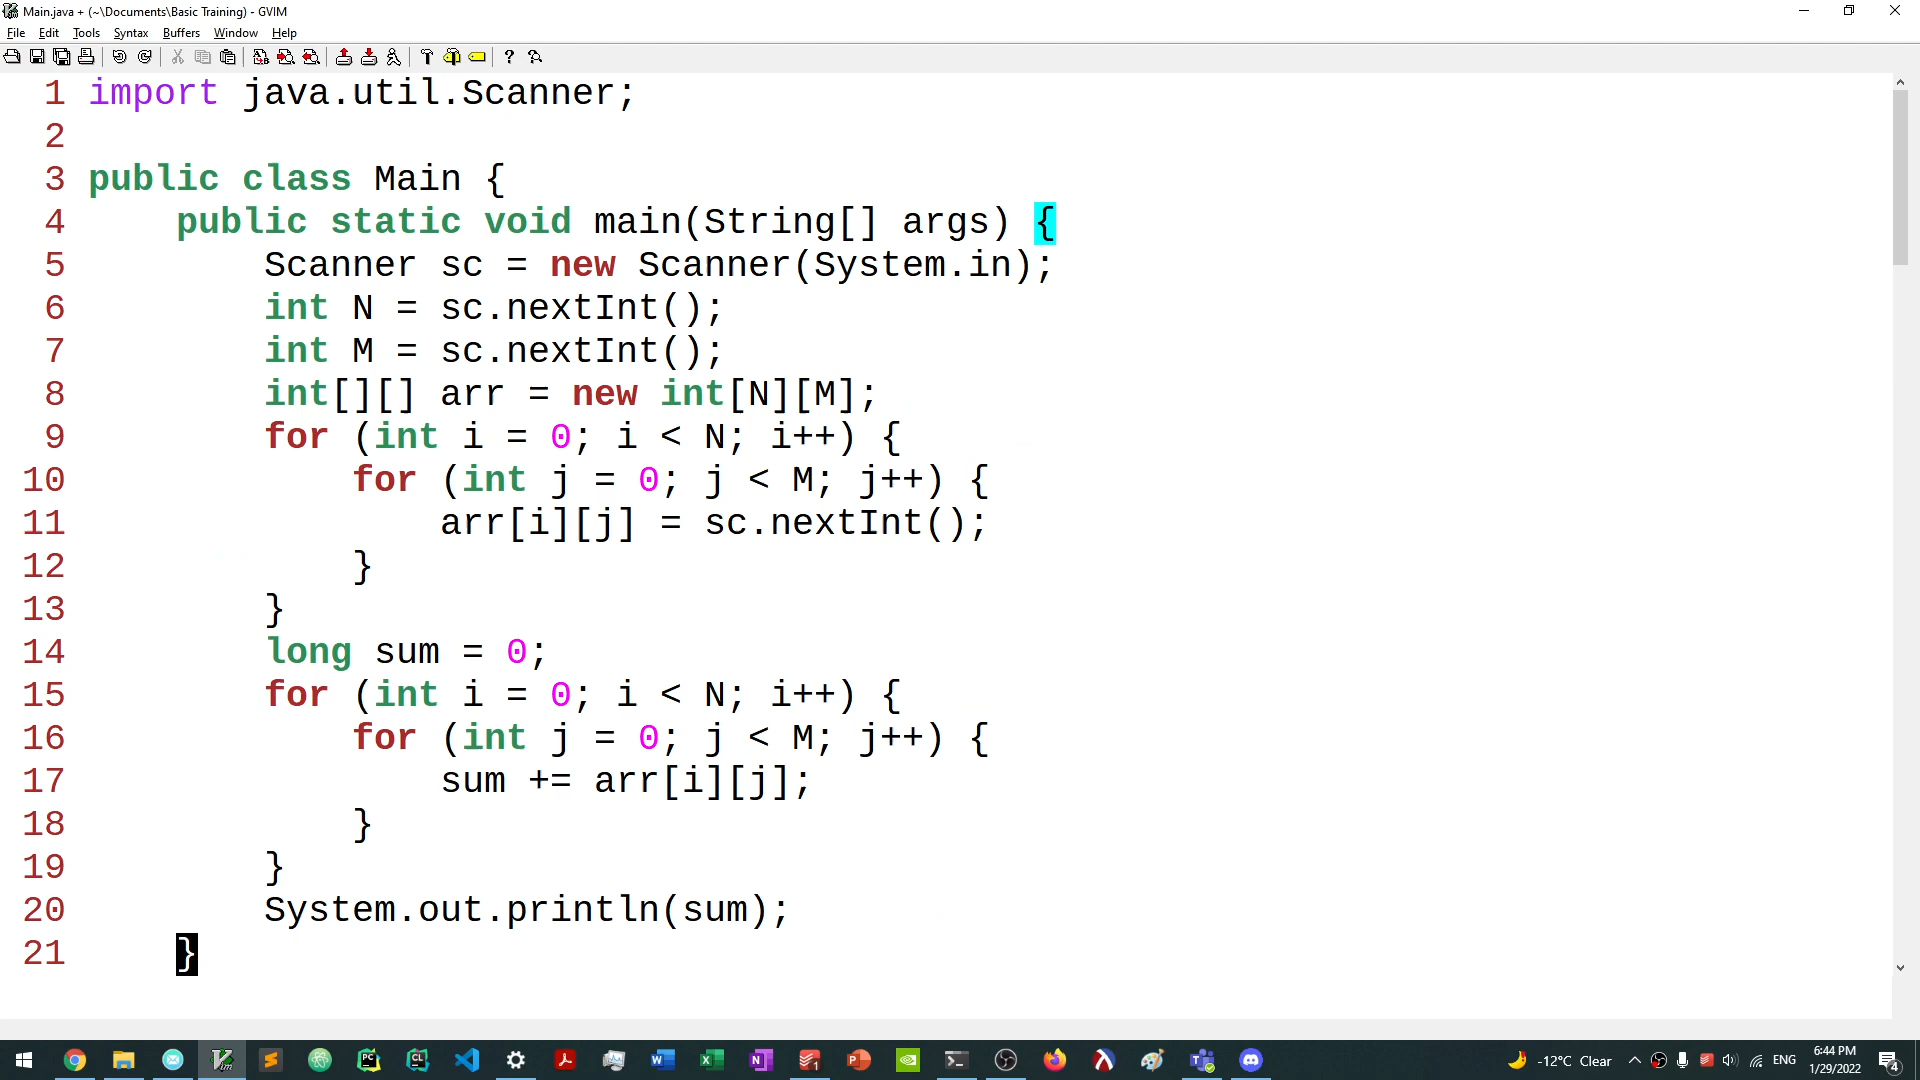 Main.java + (~\Documents\Basic Training) - GVIM
File Edit Tools Syntax Buffers Window Help
1 import java.util.Scanner;
2
3 public class Main {
4     public static void main(String[] args) {
5         Scanner sc = new Scanner(System.in);
6         int N = sc.nextInt();
7         int M = sc.nextInt();
8         int[][] arr = new int[N][M];
9         for (int i = 0; i < N; i++) {
10             for (int j = 0; j < M; j++) {
11                 arr[i][j] = sc.nextInt();
12             }
13         }
14         long sum = 0;
15         for (int i = 0; i < N; i++) {
16             for (int j = 0; j < M; j++) {
17                 sum += arr[i][j];
18             }
19         }
20         System.out.println(sum);
21     }
-12°C Clear ENG 6:44 PM
1/29/2022 4